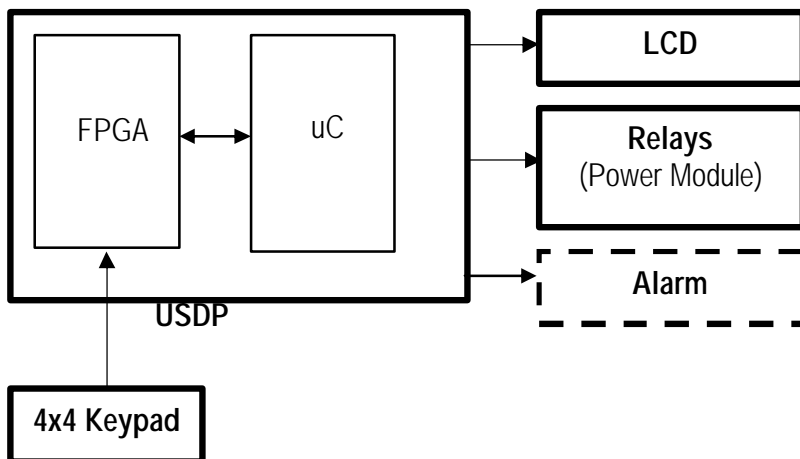 LCD
FPGA
uC
Relays
(Power Module)
Alarm
USDP
4x4 Keypad